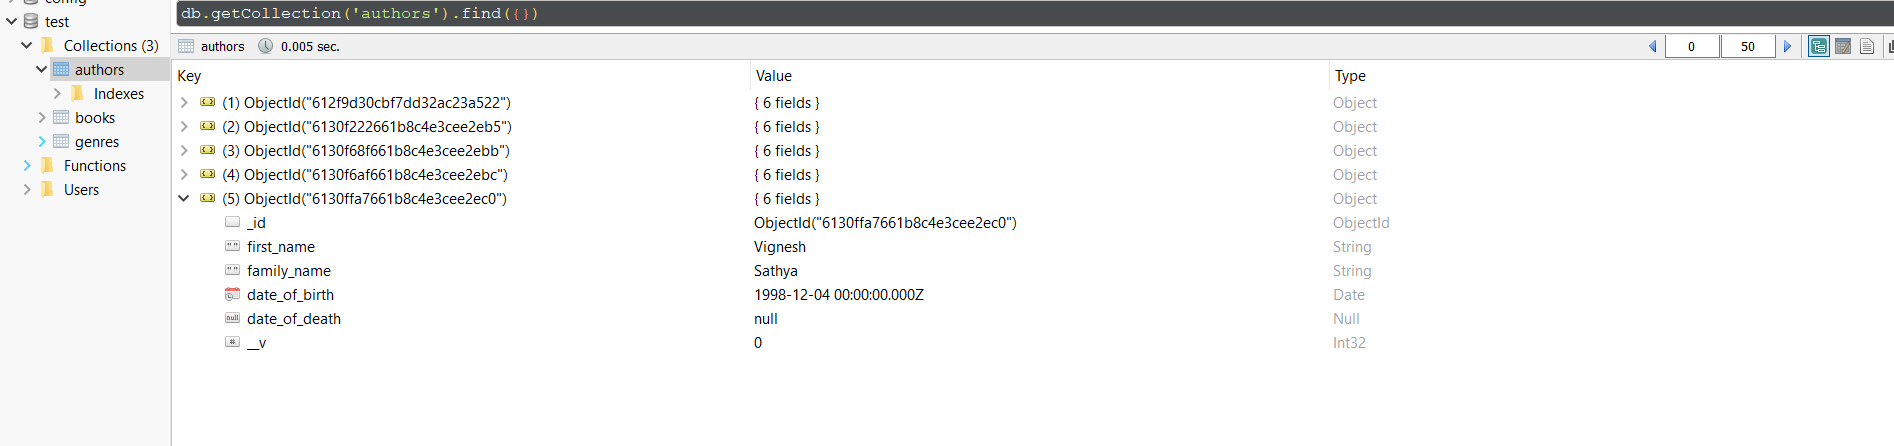 config
test
Collections (3)
authors
Indexes
books
genres
Functions
Users
db.getCollection('authors').find({})
authors 0.005 sec. 0 50
Key Value Type
(1) ObjectId("612f9d30cbf7dd32ac23a522") { 6 fields } Object
(2) ObjectId("6130f222661b8c4e3cee2eb5") { 6 fields } Object
(3) ObjectId("6130f68f661b8c4e3cee2ebb") { 6 fields } Object
(4) ObjectId("6130f6af661b8c4e3cee2ebc") { 6 fields } Object
(5) ObjectId("6130ffa7661b8c4e3cee2ec0") { 6 fields } Object
_id ObjectId("6130ffa7661b8c4e3cee2ec0") ObjectId
first_name Vignesh String
family_name Sathya String
date_of_birth 1998-12-04 00:00:00.000Z Date
date_of_death null Null
__v 0 Int32